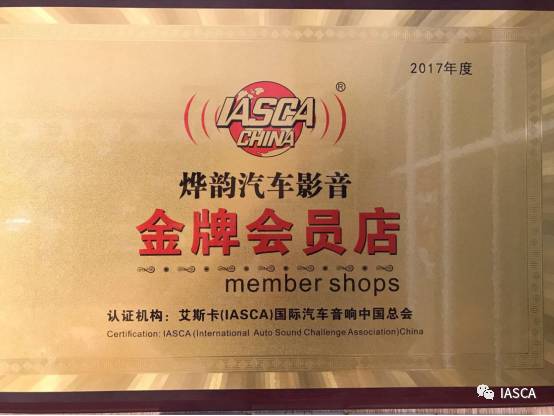 2017年度
IASCA
®
CHINA
烨韵汽车影音
金牌会员店
member shops
认证机构：艾斯卡(IASCA)国际汽车音响中国总会
Certification: IASCA (International Auto Sound Challenge Association)China
IASCA